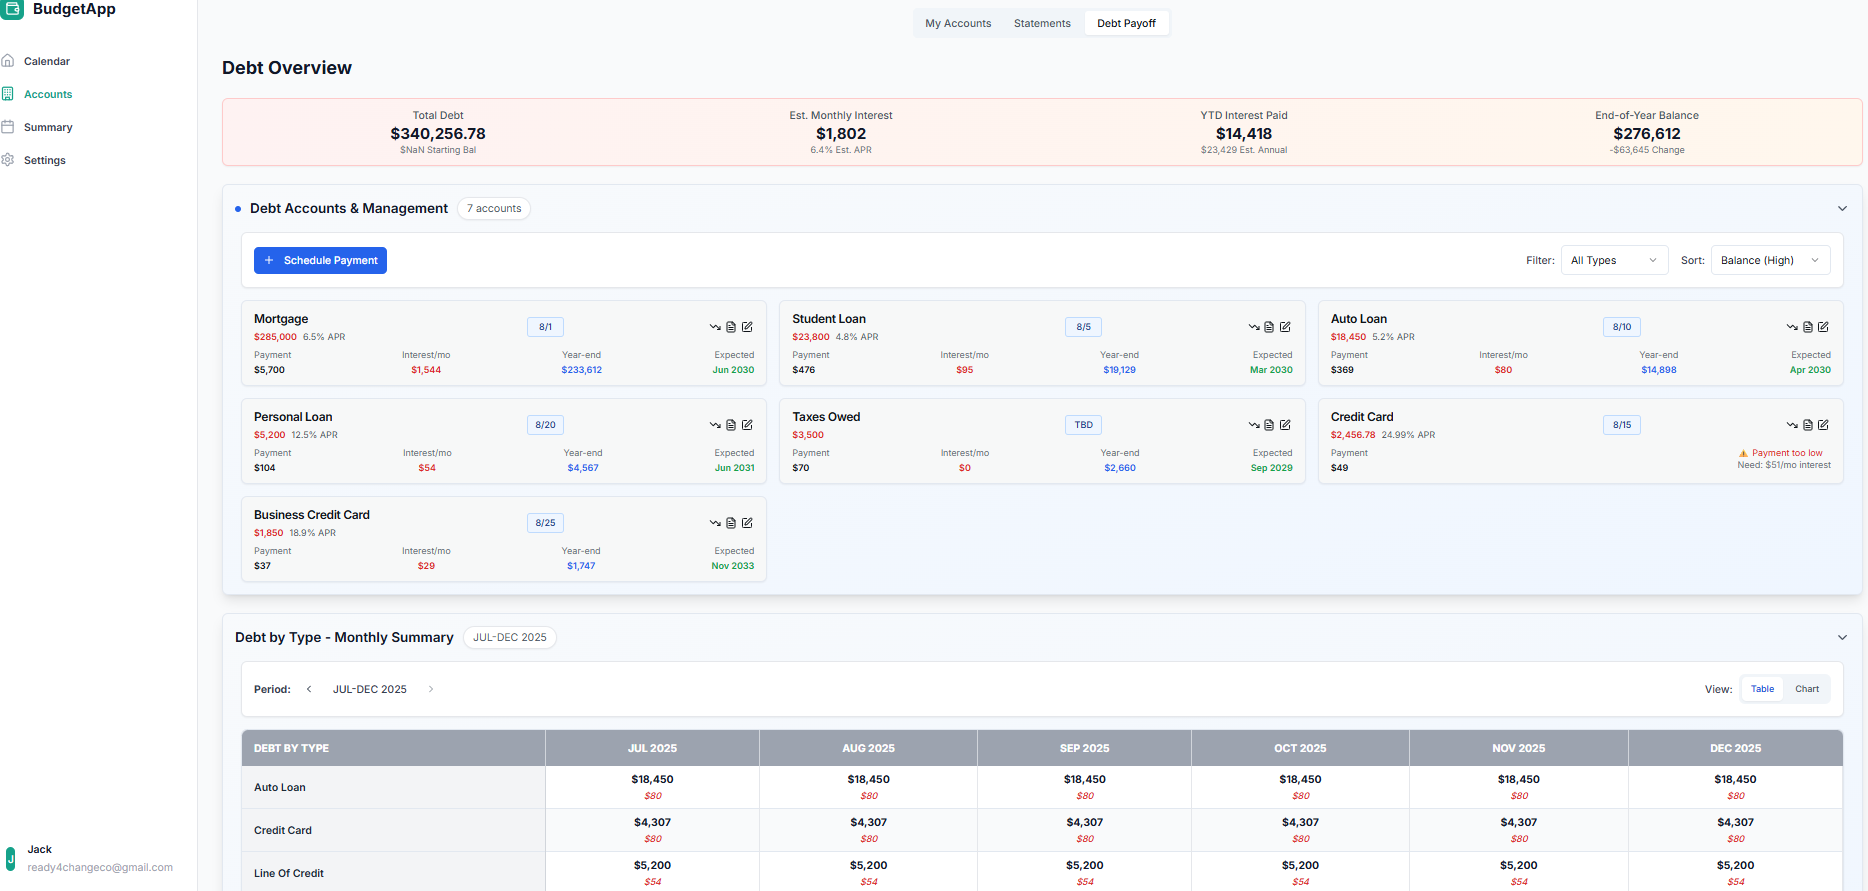 BudgetApp
Calendar
Accounts
Summary
Settings
Jack
J
ready4changeco@gmail.com
My Accounts Statements Debt Payoff
Debt Overview
Total Debt Est. Monthly Interest YTD Interest Paid End-of-Year Balance
$340,256.78 $1,802 $14,418 $276,612
$NaN Starting Bal 6.4% Est. APR $23,429 Est. Annual -$63,645 Change
Debt Accounts & Management 7 accounts
+ Schedule Payment Filter: All Types Sort: Balance (High)
Mortgage 8/1
$285,000 6.5% APR
Payment Interest/mo Year-end Expected
$5,700 $1,544 $233,612 Jun 2030
Student Loan 8/5
$23,800 4.8% APR
Payment Interest/mo Year-end Expected
$476 $95 $19,129 Mar 2030
Auto Loan 8/10
$18,450 5.2% APR
Payment Interest/mo Year-end Expected
$369 $80 $14,898 Apr 2030
Personal Loan 8/20
$5,200 12.5% APR
Payment Interest/mo Year-end Expected
$104 $54 $4,567 Jun 2031
Taxes Owed TBD
$3,500
Payment Interest/mo Year-end Expected
$70 $0 $2,660 Sep 2029
Credit Card 8/15
$2,456.78 24.99% APR
Payment Payment too low
$49 Need: $51/mo interest
Business Credit Card 8/25
$1,850 18.9% APR
Payment Interest/mo Year-end Expected
$37 $29 $1,747 Nov 2033
Debt by Type - Monthly Summary JUL-DEC 2025
Period: JUL-DEC 2025 View: Table Chart
DEBT BY TYPE JUL 2025 AUG 2025 SEP 2025 OCT 2025 NOV 2025 DEC 2025
Auto Loan
$18,450 $18,450 $18,450 $18,450 $18,450 $18,450
$80 $80 $80 $80 $80 $80
Credit Card
$4,307 $4,307 $4,307 $4,307 $4,307 $4,307
$80 $80 $80 $80 $80 $80
Line Of Credit
$5,200 $5,200 $5,200 $5,200 $5,200 $5,200
$54 $54 $54 $54 $54 $54